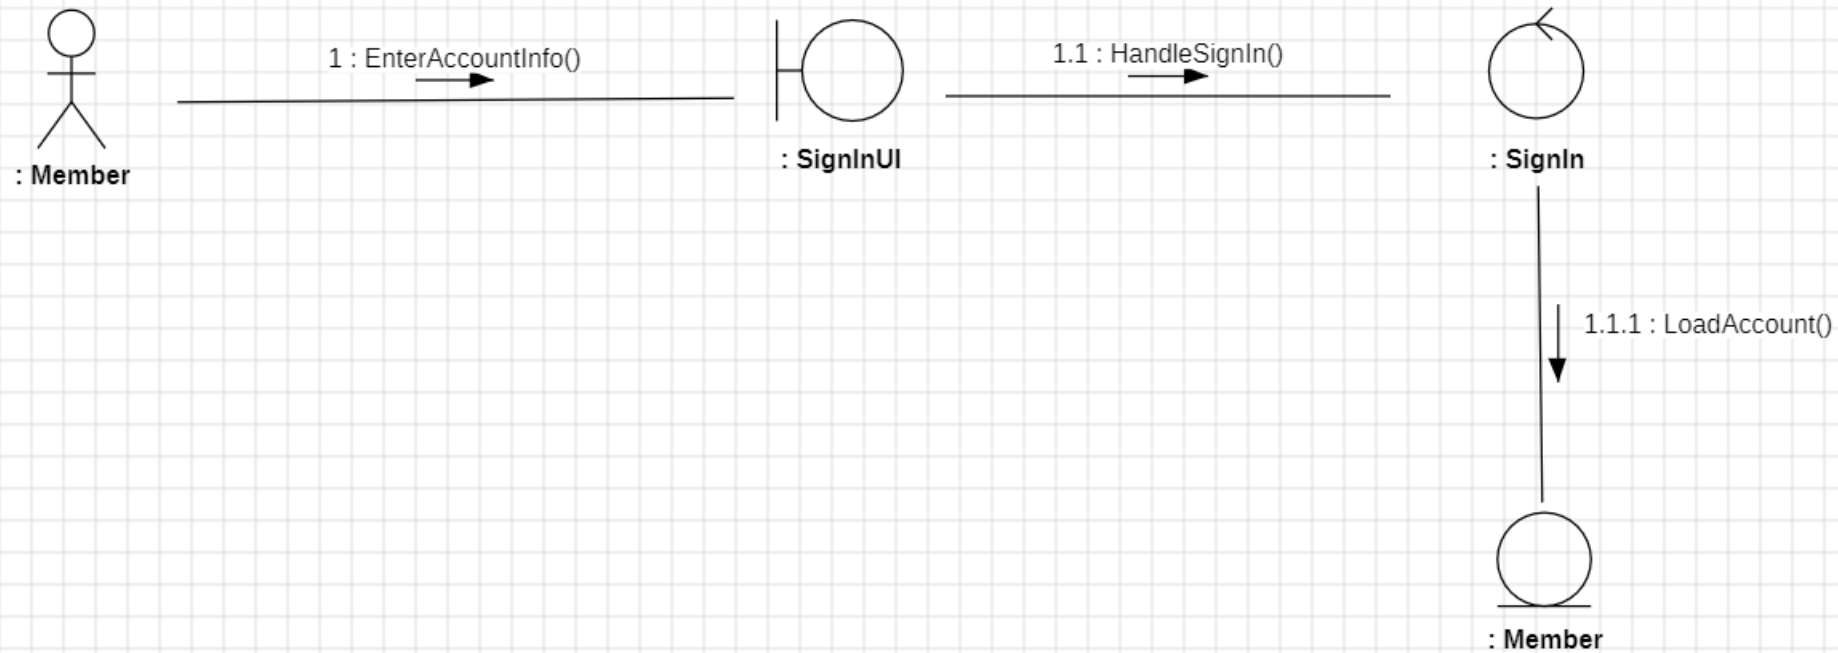 1 : EnterAccountInfo()
1.1 : HandleSignIn()
: Member
: SignInUI
: SignIn
1.1.1 : LoadAccount()
: Member